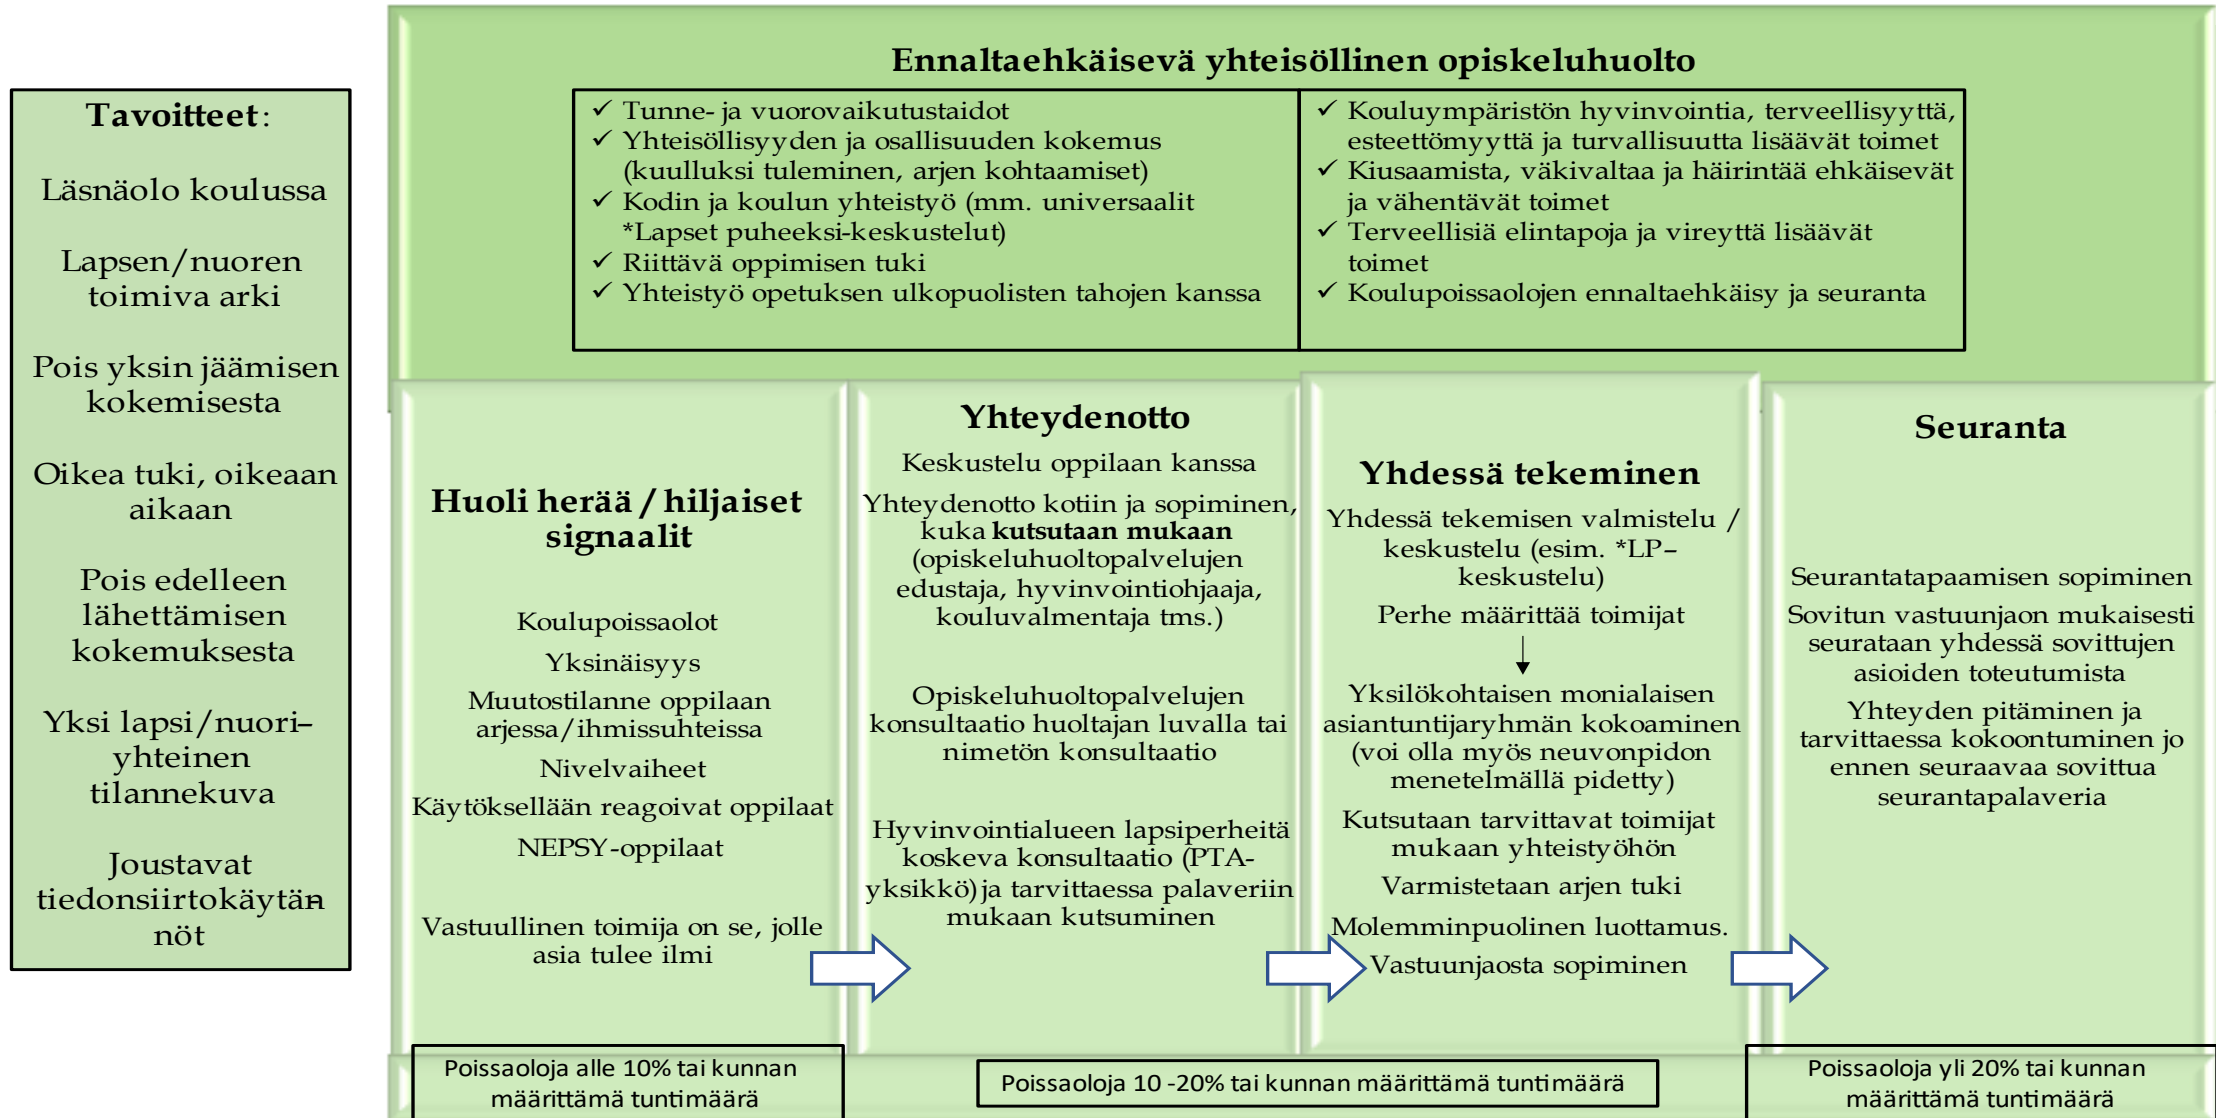 Tavoitteet:
Läsnäolo koulussa
Lapsen/nuoren
toimiva arki
Pois yksin jäämisen
kokemisesta
Oikea tuki, oikeaan
aikaan
Pois edelleen
lähettämisen
kokemuksesta
Yksi lapsi/nuori–
yhteinen
tilannekuva
Joustavat
tiedonsiirtokäytän-
nöt
Ennaltaehkäisevä yhteisöllinen opiskeluhuolto
✓ Tunne- ja vuorovaikutustaidot
✓ Yhteisöllisyyden ja osallisuuden kokemus
(kuulluksi tuleminen, arjen kohtaamiset)
✓ Kodin ja koulun yhteistyö (mm. universaalit
*Lapset puheeksi-keskustelut)
✓ Riittävä oppimisen tuki
✓ Yhteistyö opetuksen ulkopuolisten tahojen kanssa
✓ Kouluympäristön hyvinvointia, terveellisyyttä,
esteettömyyttä ja turvallisuutta lisäävät toimet
✓ Kiusaamista, väkivaltaa ja häirintää ehkäisevät
ja vähentävät toimet
✓ Terveellisiä elintapoja ja vireyttä lisäävät
toimet
✓ Koulupoissaolojen ennaltaehkäisy ja seuranta
Huoli herää / hiljaiset
signaalit
Koulupoissaolot
Yksinäisyys
Muutostilanne oppilaan
arjessa/ihmissuhteissa
Nivelvaiheet
Käytöksellään reagoivat oppilaat
NEPSY-oppilaat
Vastuullinen toimija on se, jolle
asia tulee ilmi
Yhteydenotto
Keskustelu oppilaan kanssa
Yhteydenotto kotiin ja sopiminen,
kuka kutsutaan mukaan
(opiskeluhuoltopalvelujen
edustaja, hyvinvointiohjaaja,
kouluvalmentaja tms.)
Opiskeluhuoltopalvelujen
konsultaatio huoltajan luvalla tai
nimetön konsultaatio
Hyvinvointialueen lapsiperheitä
koskeva konsultaatio (PTA-
yksikkö) ja tarvittaessa palaveriin
mukaan kutsuminen
Yhdessä tekeminen
Yhdessä tekemisen valmistelu /
keskustelu (esim. *LP–
keskustelu)
Perhe määrittää toimijat
Yksilökohtaisen monialaisen
asiantuntijaryhmän kokoaminen
(voi olla myös neuvonpidon
menetelmällä pidetty)
Kutsutaan tarvittavat toimijat
mukaan yhteistyöhön
Varmistetaan arjen tuki
Molemminpuolinen luottamus.
Vastuunjaosta sopiminen
Seuranta
Seurantatapaamisen sopiminen
Sovitun vastuunjaon mukaisesti
seurataan yhdessä sovittujen
asioiden toteutumista
Yhteyden pitäminen ja
tarvittaessa kokoontuminen jo
ennen seuraavaa sovittua
seurantapalaveria
Poissaoloja alle 10% tai kunnan
määrittämä tuntimäärä
Poissaoloja 10 -20% tai kunnan määrittämä tuntimäärä
Poissaoloja yli 20% tai kunnan
määrittämä tuntimäärä